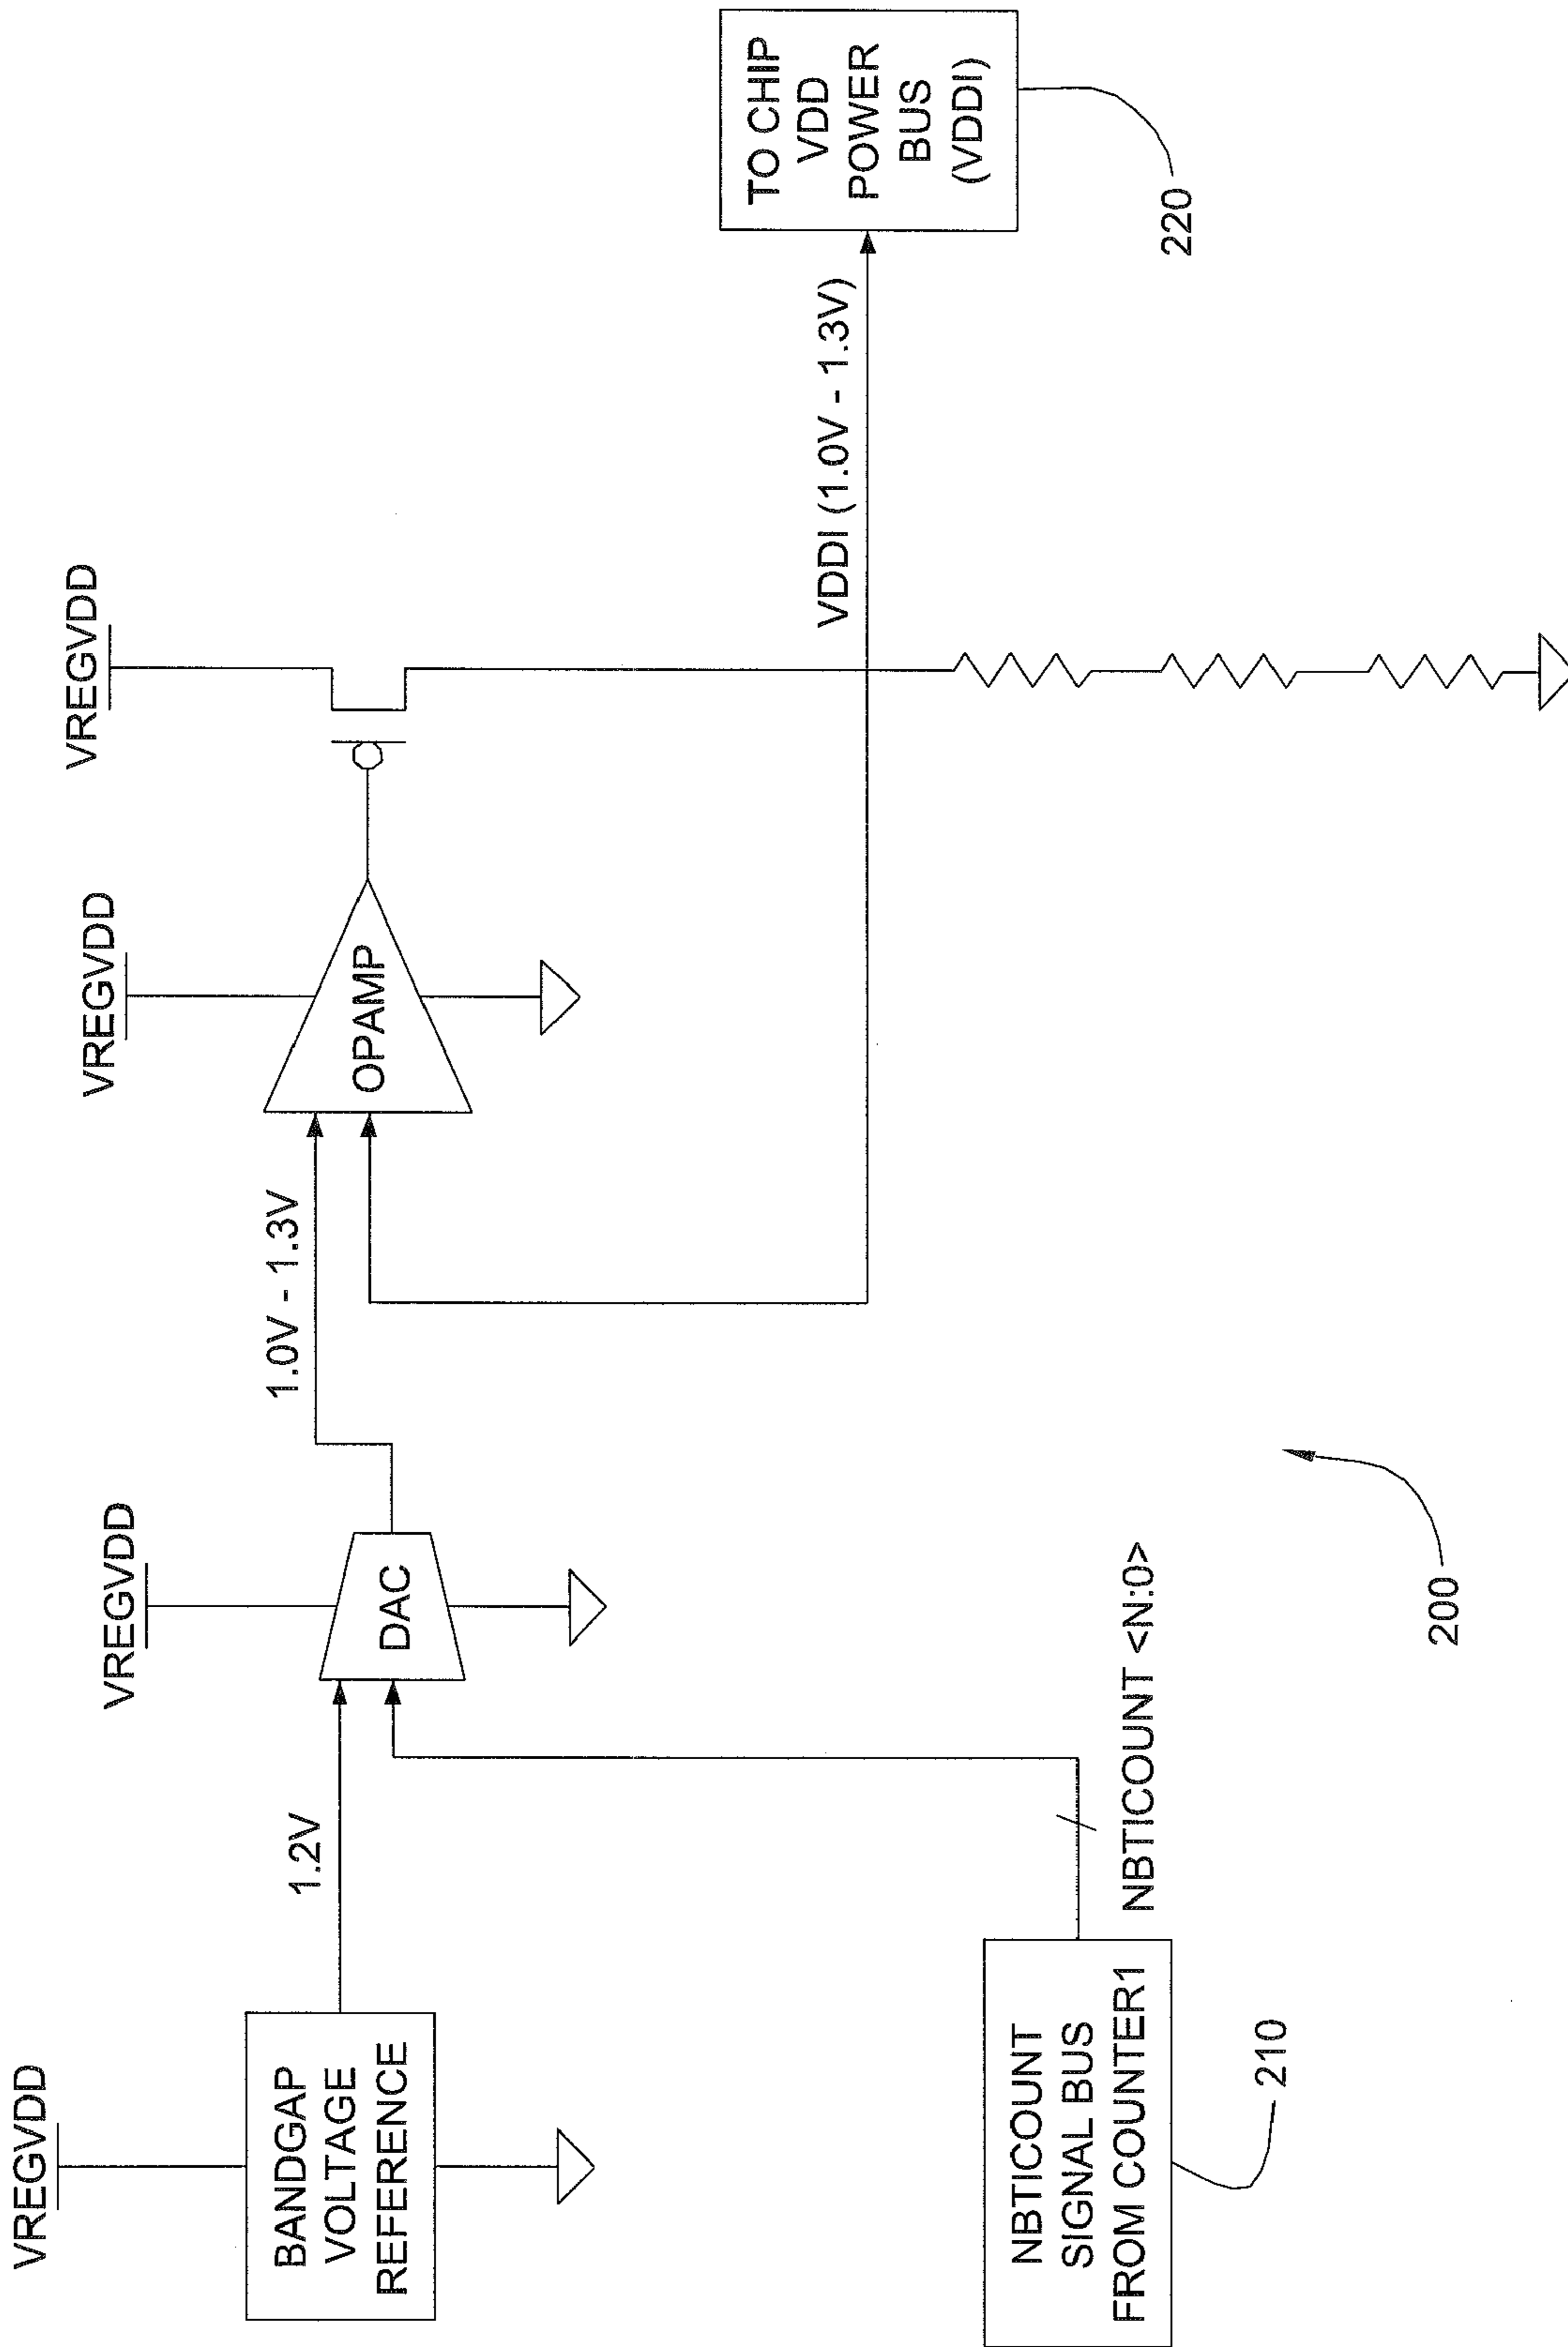 VREGVDD
BANDGAP
VOLTAGE
REFERENCE
1.2V
VREGVDD
DAC
1.0V - 1.3V
VREGVDD
OPAMP
VREGVDD
VDDI (1.0V - 1.3V)
TO CHIP
VDD
POWER
BUS
(VDDI)
220
NBTICOUNT
SIGNAL BUS
FROM COUNTER1
210
NBTICOUNT <N:0>
200